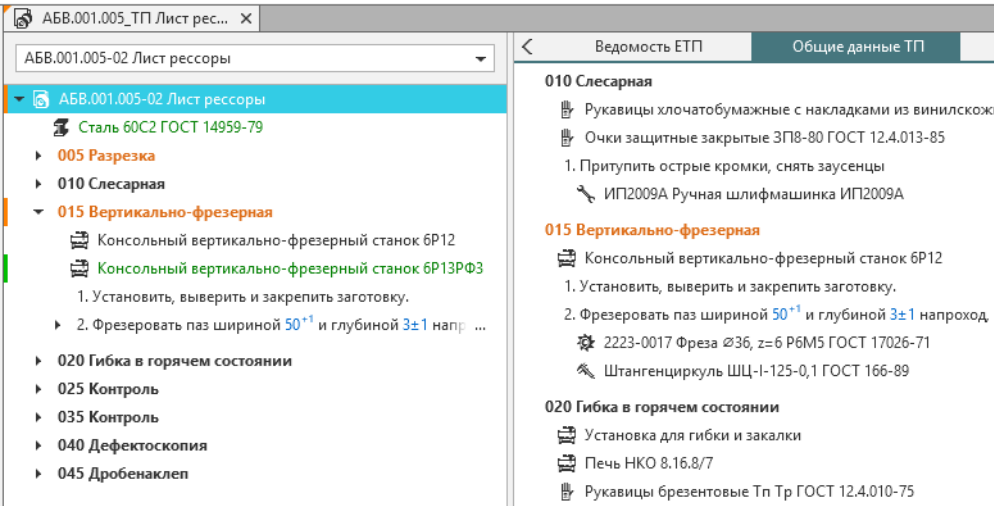 АБВ.001.005_ТП Лист рес...
АБВ.001.005-02 Лист рессоры
АБВ.001.005-02 Лист рессоры
Сталь 60С2 ГОСТ 14959-79
005 Разрезка
010 Слесарная
015 Вертикально-фрезерная
Консольный вертикально-фрезерный станок 6Р12
Консольный вертикально-фрезерный станок 6Р13РФ3
1. Установить, выверить и закрепить заготовку.
2. Фрезеровать паз шириной 50⁺¹ и глубиной 3±1 напр ...
020 Гибка в горячем состоянии
025 Контроль
035 Контроль
040 Дефектоскопия
045 Дробенаклеп
Ведомость ЕТП
Общие данные ТП
010 Слесарная
Рукавицы хлочатобумажные с накладками из винилскожи
Очки защитные закрытые ЗП8-80 ГОСТ 12.4.013-85
1. Притупить острые кромки, снять заусенцы
ИП2009А Ручная шлифмашинка ИП2009А
015 Вертикально-фрезерная
Консольный вертикально-фрезерный станок 6Р12
1. Установить, выверить и закрепить заготовку.
2. Фрезеровать паз шириной 50⁺¹ и глубиной 3±1 напроход,
2223-0017 Фреза ⌀36, z=6 Р6М5 ГОСТ 17026-71
Штангенциркуль ШЦ-I-125-0,1 ГОСТ 166-89
020 Гибка в горячем состоянии
Установка для гибки и закалки
Печь НКО 8.16.8/7
Рукавицы брезентовые Тп Тр ГОСТ 12.4.010-75